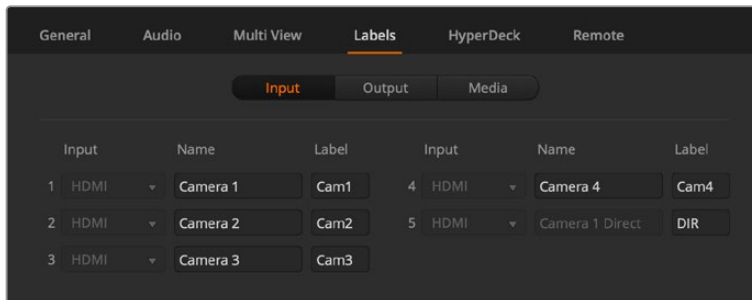 General Audio Multi View Labels HyperDeck Remote
Input Output Media
Input Name Label Input Name Label
1 HDMI Camera 1 Cam1 4 HDMI Camera 4 Cam4
2 HDMI Camera 2 Cam2 5 HDMI Camera 1 Direct DIR
3 HDMI Camera 3 Cam3